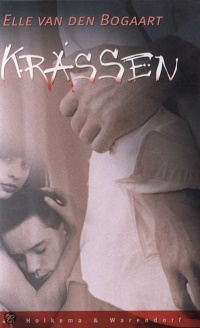 ELLE VAN DEN BOGAART
KRASSEN
Holkema & Warendorf